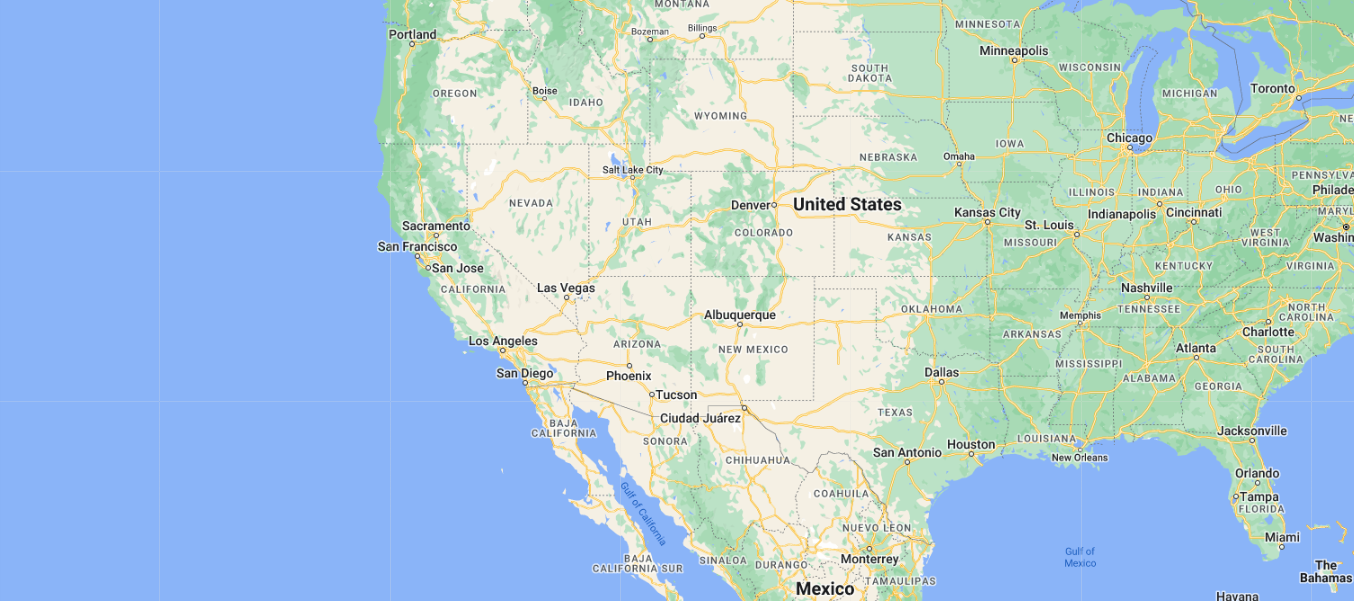 MONTANA
Portland
Bozeman
Billings
MINNESOTA
Minneapolis
SOUTH
DAKOTA
WISCONSIN
OREGON
Boise
IDAHO
WYOMING
MICHIGAN
Toronto
Chicago
IOWA
NEBRASKA
Omaha
Salt Lake City
NEVADA
UTAH
Denver
United States
COLORADO
ILLINOIS
INDIANA
OHIO
PENNSYLV
Philade
MARYL
Washin
Kansas City
St. Louis
Indianapolis
Cincinnati
KANSAS
MISSOURI
WEST
VIRGINIA
VIRGINIA
KENTUCKY
Sacramento
San Francisco
San Jose
CALIFORNIA
Las Vegas
Albuquerque
OKLAHOMA
Nashville
TENNESSEE
Memphis
ARKANSAS
NORTH
CAROLINA
Charlotte
Los Angeles
ARIZONA
NEW MEXICO
Atlanta
SOUTH
CAROLINA
MISSISSIPPI
ALABAMA
GEORGIA
San Diego
Phoenix
Dallas
Tucson
Ciudad Juárez
TEXAS
BAJA
CALIFORNIA
SONORA
CHIHUAHUA
San Antonio
Houston
LOUISIANA
New Orleans
Jacksonville
Orlando
Tampa
FLORIDA
Gulf of California
COAHUILA
NUEVO LEON
Monterrey
Miami
Gulf of
Mexico
BAJA
CALIFORNIA SUR
SINALOA
DURANGO
TAMAULIPAS
Mexico
The
Bahamas
Havana